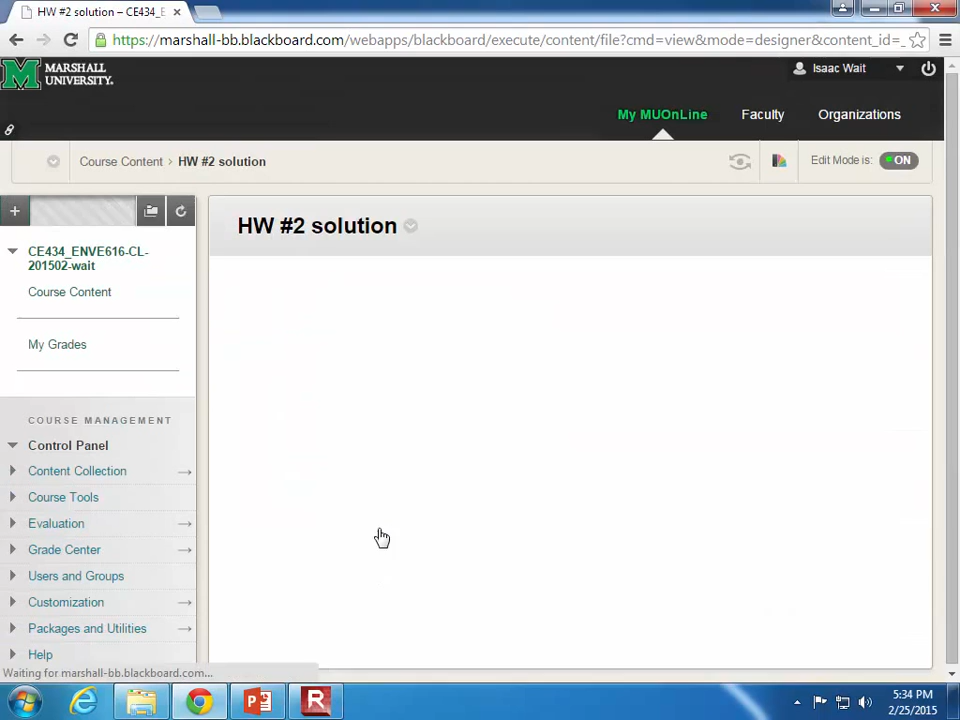 HW #2 solution – CE434_E
https://marshall-bb.blackboard.com/webapps/blackboard/execute/content/file?cmd=view&mode=designer&content_id=_
MARSHALL
UNIVERSITY.
Isaac Wait
My MUOnLine
Faculty
Organizations
Course Content > HW #2 solution
Edit Mode is: ON
HW #2 solution
CE434_ENVE616-CL-
201502-wait
Course Content
My Grades
COURSE MANAGEMENT
Control Panel
Content Collection
Course Tools
Evaluation
Grade Center
Users and Groups
Customization
Packages and Utilities
Help
Waiting for marshall-bb.blackboard.com...
5:34 PM
2/25/2015